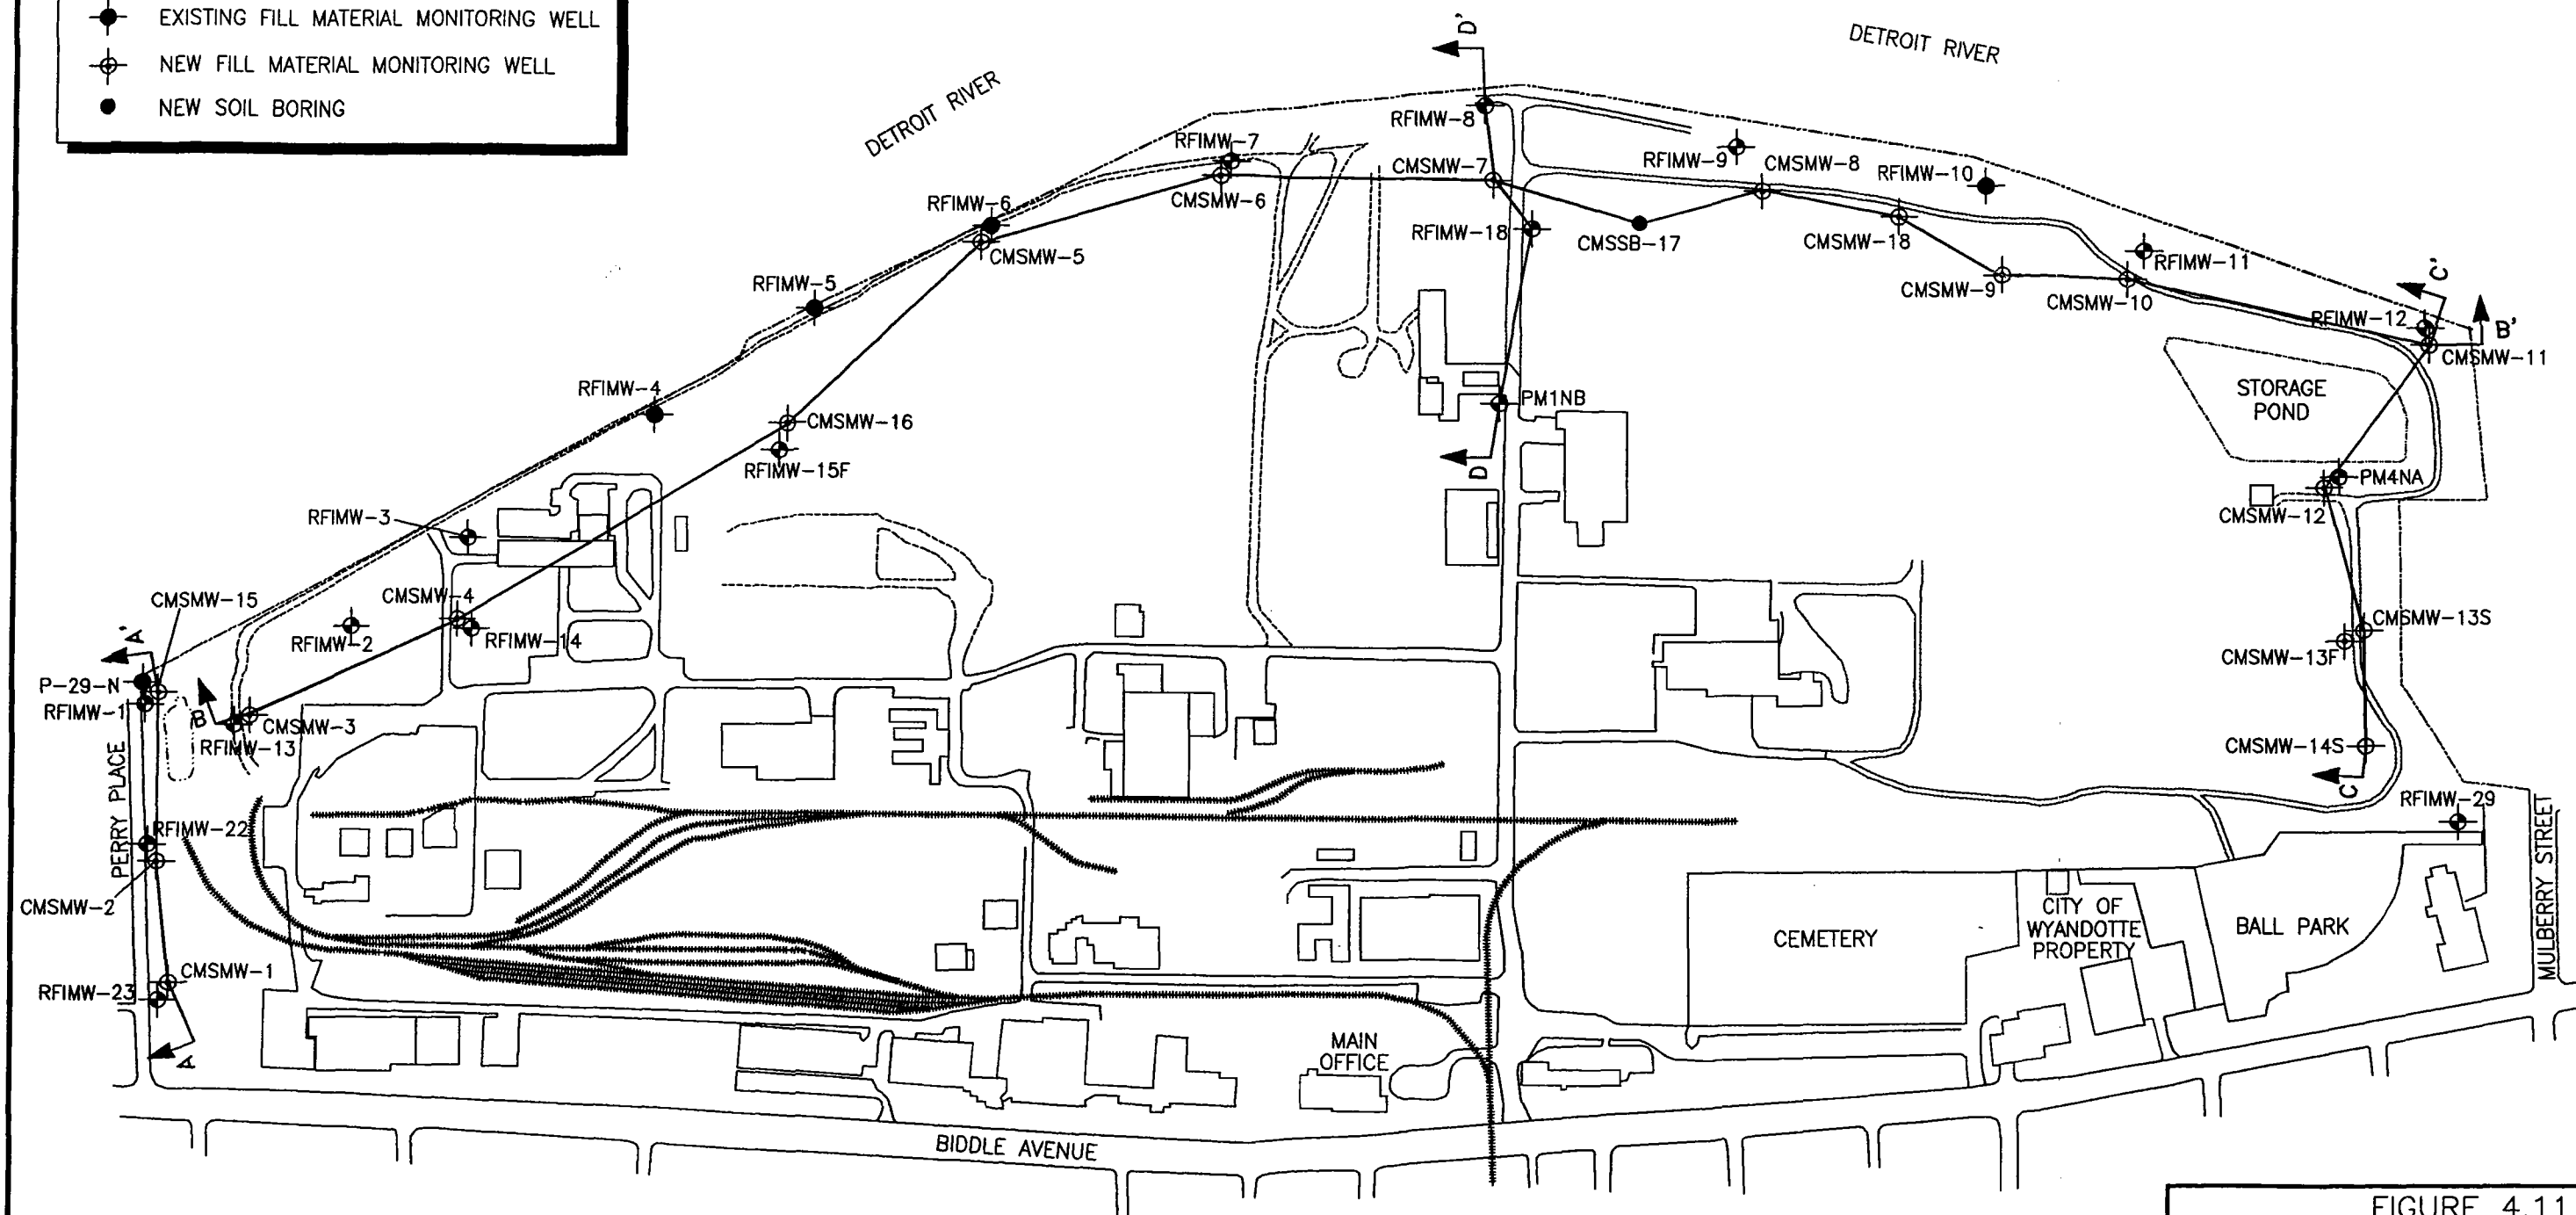 EXISTING FILL MATERIAL MONITORING WELL
NEW FILL MATERIAL MONITORING WELL
NEW SOIL BORING
DETROIT RIVER
DETROIT RIVER
D'
RFIMW-8
RFIMW-7
CMSMW-7
CMSMW-6
RFIMW-9
CMSMW-8
RFIMW-10
RFIMW-6
CMSMW-5
RFIMW-18
CMSSB-17
CMSMW-18
RFIMW-11
CMSMW-9
CMSMW-10
RFIMW-5
C'
RFIMW-12
B'
CMSMW-11
RFIMW-4
CMSMW-16
RFIMW-15F
PM1NB
D
STORAGE
POND
PM4NA
CMSMW-12
RFIMW-3
CMSMW-15
CMSMW-4
RFIMW-2
RFIMW-14
A'
P-29-N
RFIMW-1
B
CMSMW-3
RFIMW-13
CMSMW-13S
CMSMW-13F
CMSMW-14S
C
RFIMW-29
PERRY PLACE
RFIMW-22
CMSMW-2
CMSMW-1
RFIMW-23
A
MULBERRY STREET
CEMETERY
CITY OF
WYANDOTTE
PROPERTY
BALL PARK
MAIN
OFFICE
BIDDLE AVENUE
FIGURE 4.11